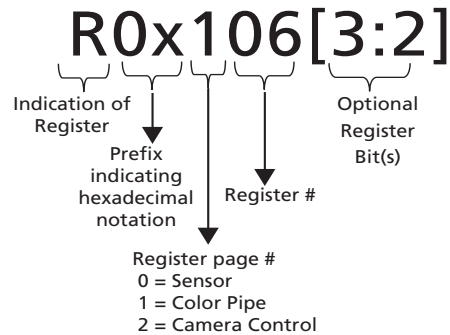 R0x106[3:2]
Indication of
Register
Optional
Register
Bit(s)
Prefix
indicating
hexadecimal
notation
Register #
Register page #
0 = Sensor
1 = Color Pipe
2 = Camera Control